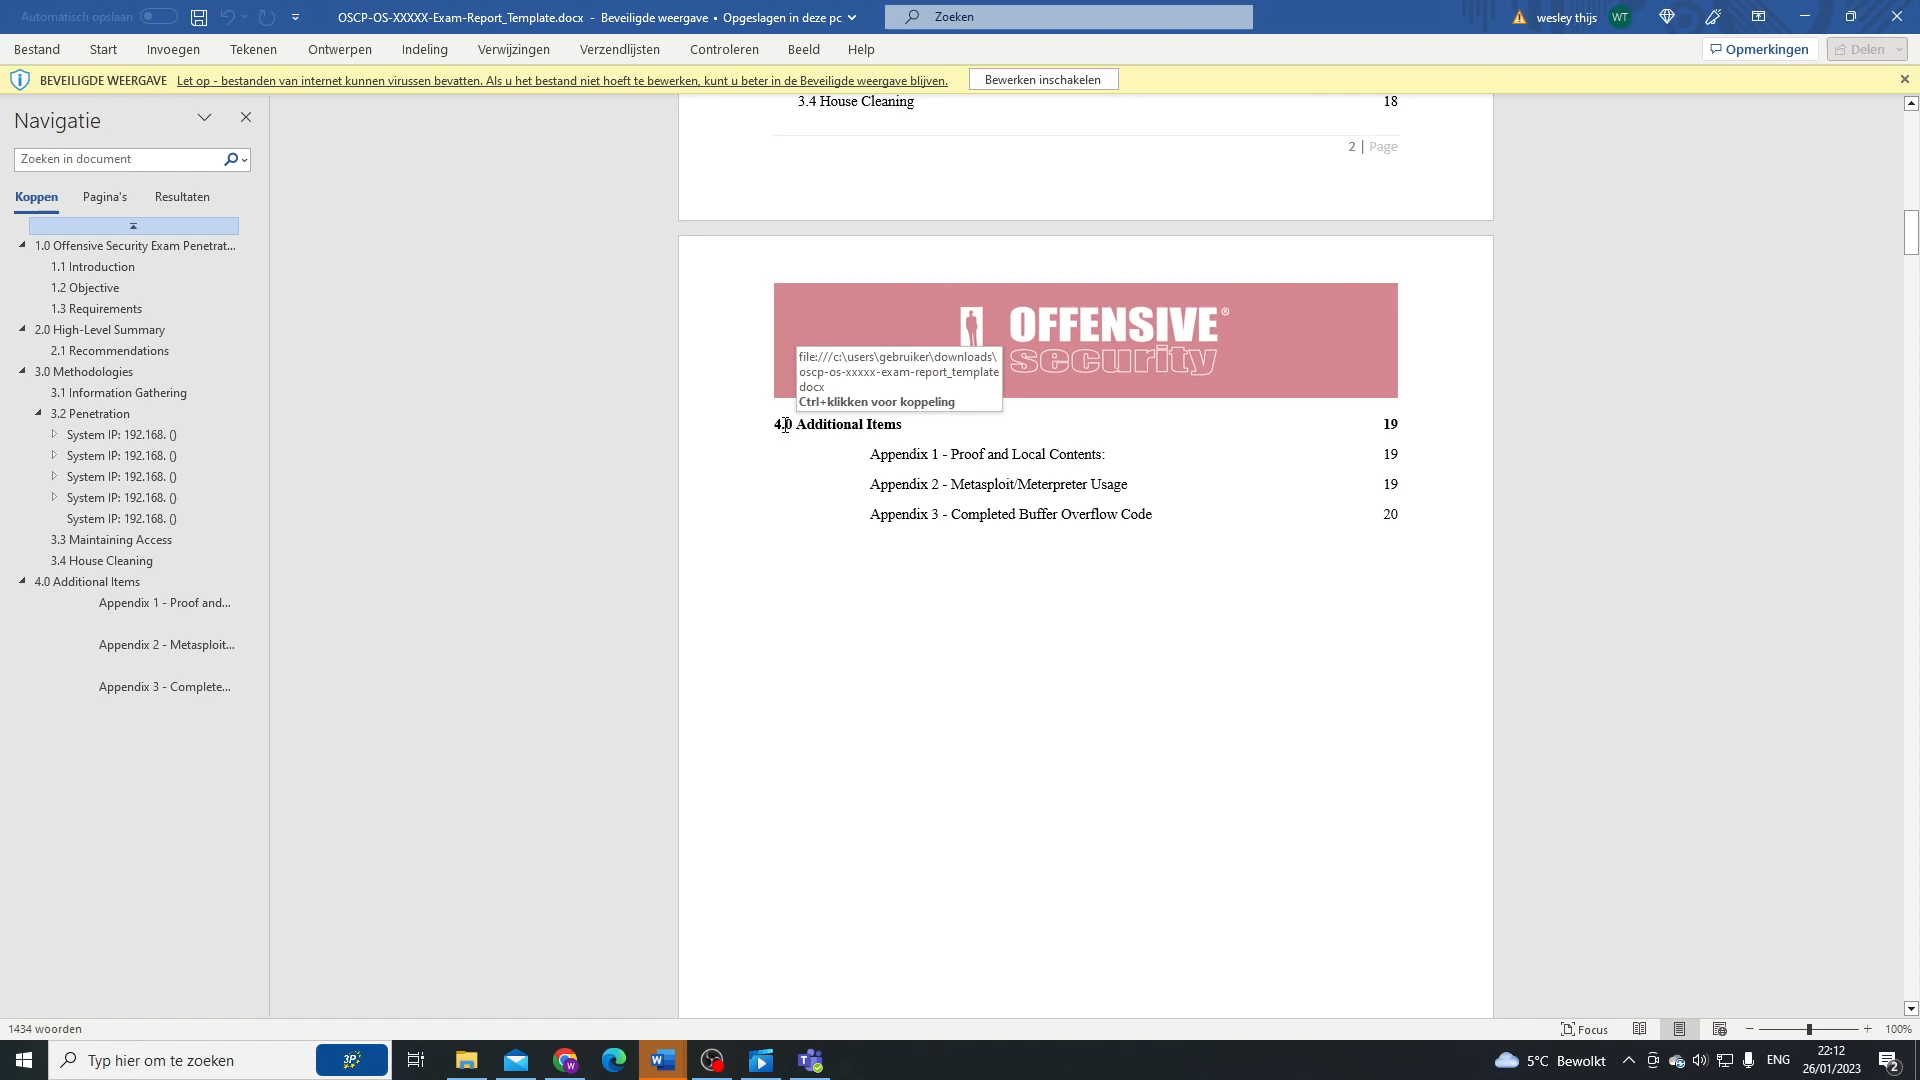 Automatisch opslaan
OSCP-OS-XXXXX-Exam-Report_Template.docx - Beveiligde weergave • Opgeslagen in deze pc
Zoeken
wesley thijs
WT
Bestand Start Invoegen Tekenen Ontwerpen Indeling Verwijzingen Verzendlijsten Controleren Beeld Help
Opmerkingen
Delen
BEVEILIGDE WEERGAVE Let op - bestanden van internet kunnen virussen bevatten. Als u het bestand niet hoeft te bewerken, kunt u beter in de Beveiligde weergave blijven.
Bewerken inschakelen
Navigatie
Zoeken in document
Koppen Pagina's Resultaten
1.0 Offensive Security Exam Penetrat...
1.1 Introduction
1.2 Objective
1.3 Requirements
2.0 High-Level Summary
2.1 Recommendations
3.0 Methodologies
3.1 Information Gathering
3.2 Penetration
System IP: 192.168. ()
System IP: 192.168. ()
System IP: 192.168. ()
System IP: 192.168. ()
System IP: 192.168. ()
3.3 Maintaining Access
3.4 House Cleaning
4.0 Additional Items
Appendix 1 - Proof and...
Appendix 2 - Metasploit...
Appendix 3 - Complete...
3.4 House Cleaning 18
2 | Page
OFFENSIVE®
security
file:///c:\users\gebruiker\downloads\
oscp-os-xxxxx-exam-report_template
docx
Ctrl+klikken voor koppeling
4.0 Additional Items 19
Appendix 1 - Proof and Local Contents: 19
Appendix 2 - Metasploit/Meterpreter Usage 19
Appendix 3 - Completed Buffer Overflow Code 20
1434 woorden
Focus
100%
Typ hier om te zoeken
5°C Bewolkt
ENG
22:12
26/01/2023
2